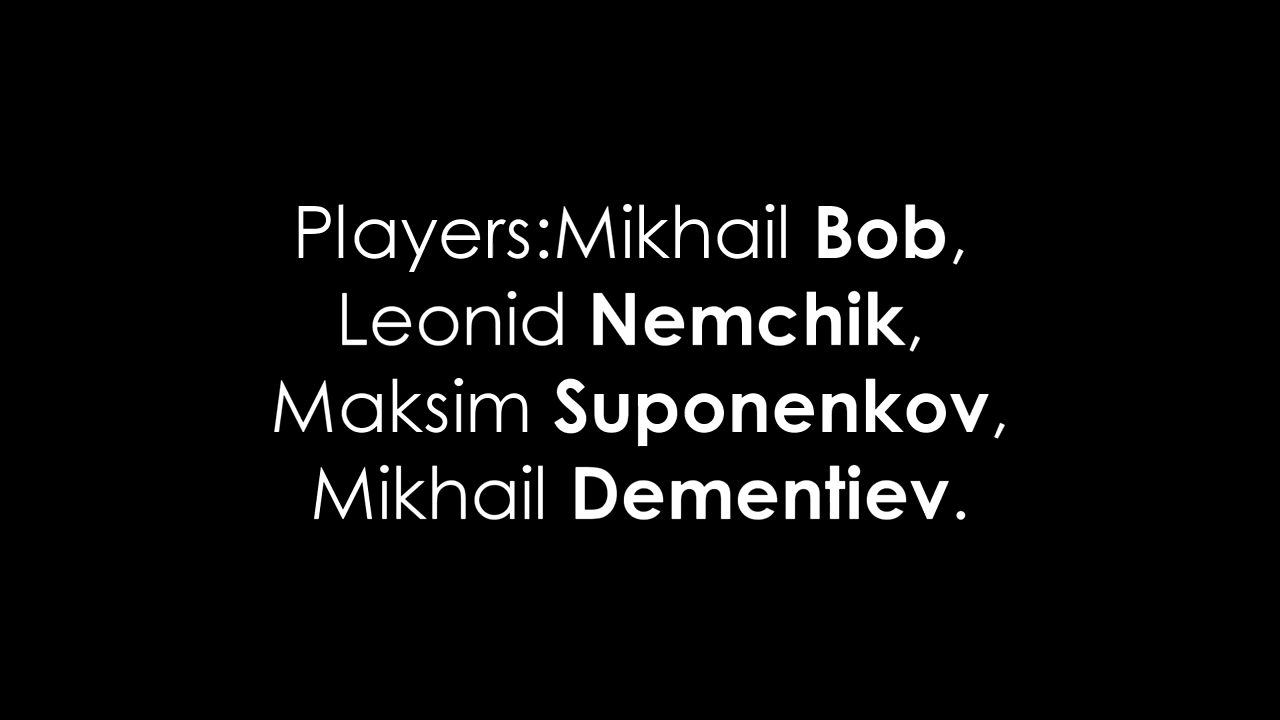 Players:Mikhail Bob,
Leonid Nemchik,
Maksim Suponenkov,
Mikhail Dementiev.